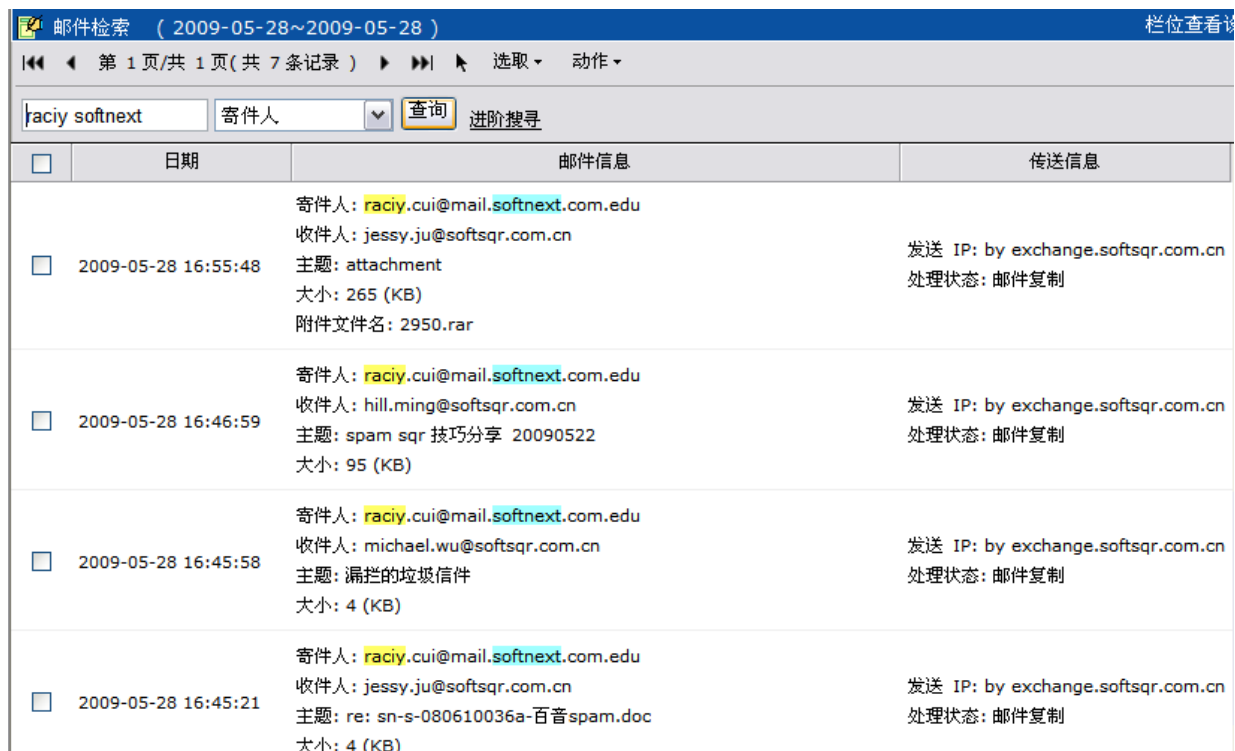 邮件检索 ( 2009-05-28~2009-05-28 ) 栏位查看
第 1 页/共 1 页( 共 7 条记录 ) 选取 动作
raciy softnext 寄件人 查询 进阶搜寻
日期 邮件信息 传送信息
寄件人: raciy.cui@mail.softnext.com.edu
收件人: jessy.ju@softsqr.com.cn
2009-05-28 16:55:48
主题: attachment
大小: 265 (KB)
附件文件名: 2950.rar
发送 IP: by exchange.softsqr.com.cn
处理状态: 邮件复制
寄件人: raciy.cui@mail.softnext.com.edu
收件人: hill.ming@softsqr.com.cn
2009-05-28 16:46:59
主题: spam sqr 技巧分享 20090522
大小: 95 (KB)
发送 IP: by exchange.softsqr.com.cn
处理状态: 邮件复制
寄件人: raciy.cui@mail.softnext.com.edu
收件人: michael.wu@softsqr.com.cn
2009-05-28 16:45:58
主题: 漏拦的垃圾信件
大小: 4 (KB)
发送 IP: by exchange.softsqr.com.cn
处理状态: 邮件复制
寄件人: raciy.cui@mail.softnext.com.edu
收件人: jessy.ju@softsqr.com.cn
2009-05-28 16:45:21
主题: re: sn-s-080610036a-百音spam.doc
大小: 4 (KB)
发送 IP: by exchange.softsqr.com.cn
处理状态: 邮件复制